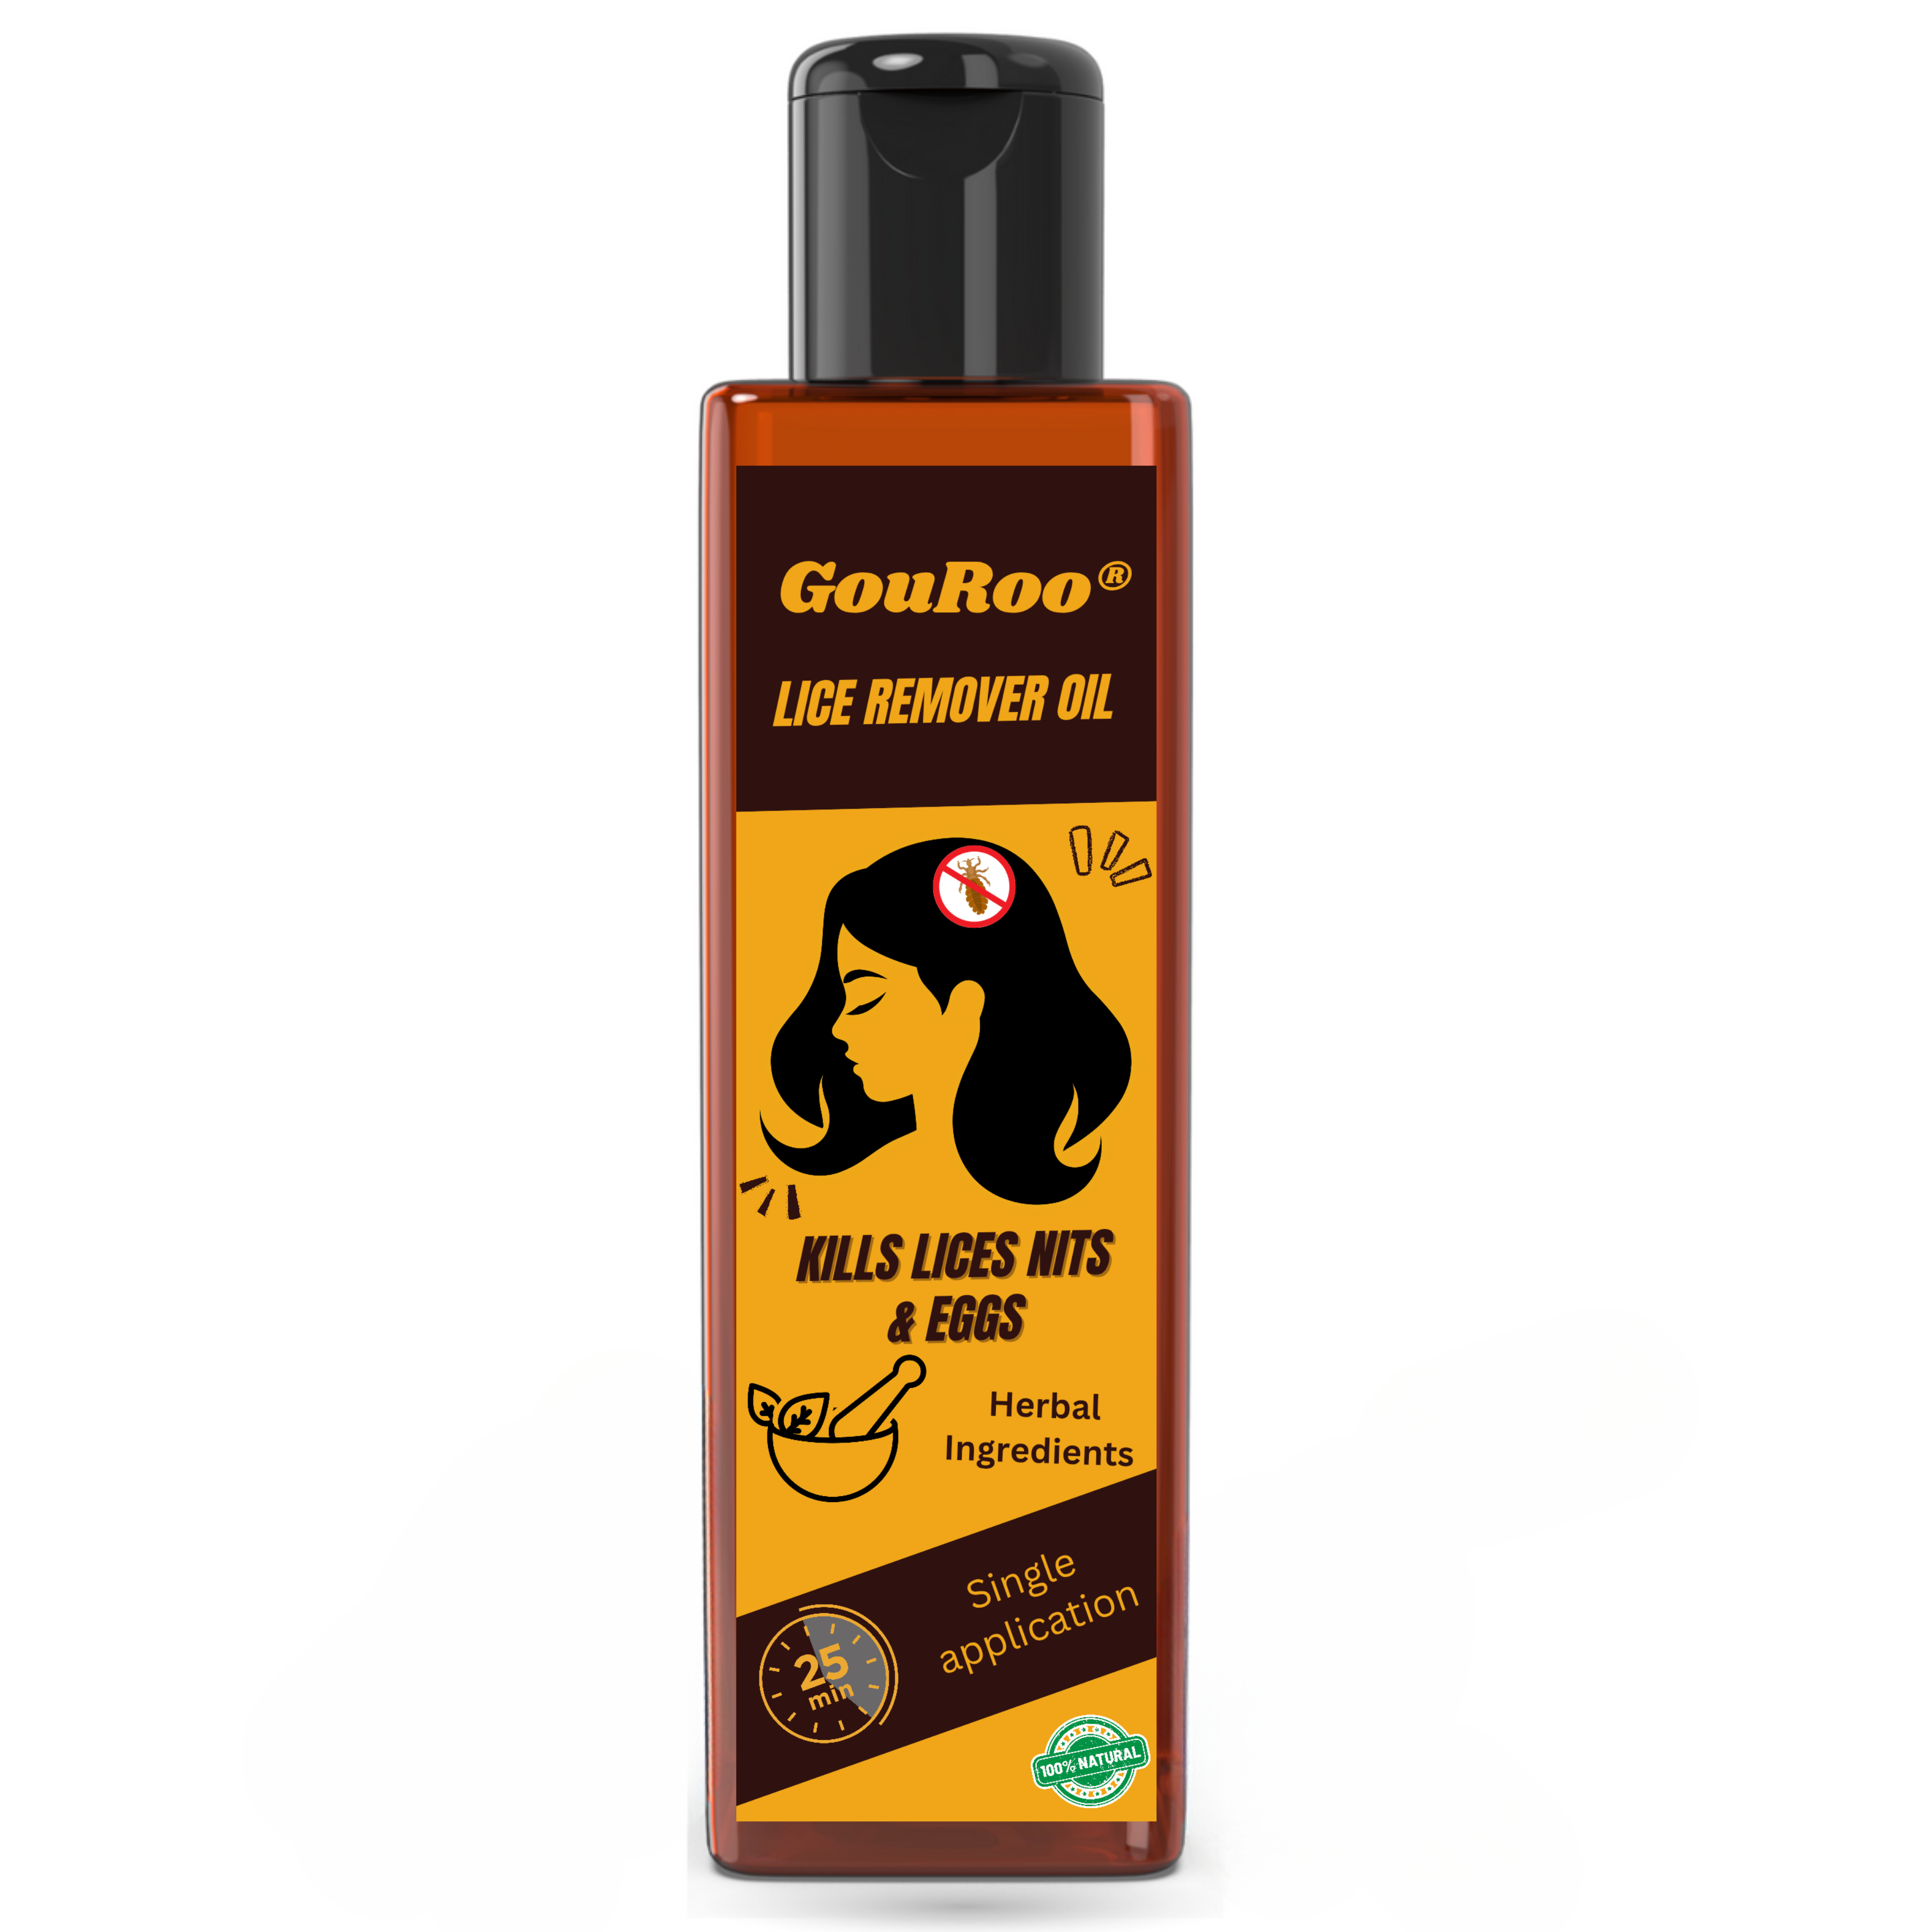 GouRoo®
LICE REMOVER OIL
KILLS LICES NITS
& EGGS
Herbal
Ingredients
Single
application
25
min
100% NATURAL